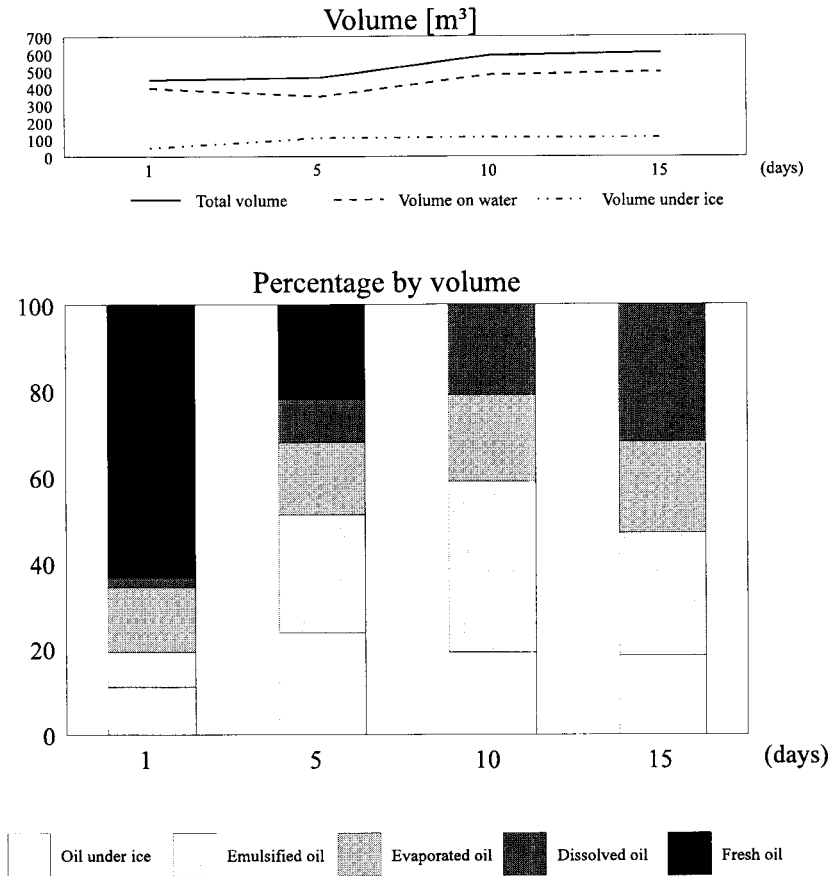 Volume [m³]
700
600
500
400
300
200
100
0
1 5 10 15 (days)
Total volume Volume on water Volume under ice
Percentage by volume
100
80
60
40
20
0
1 5 10 15 (days)
Oil under ice Emulsified oil Evaporated oil Dissolved oil Fresh oil